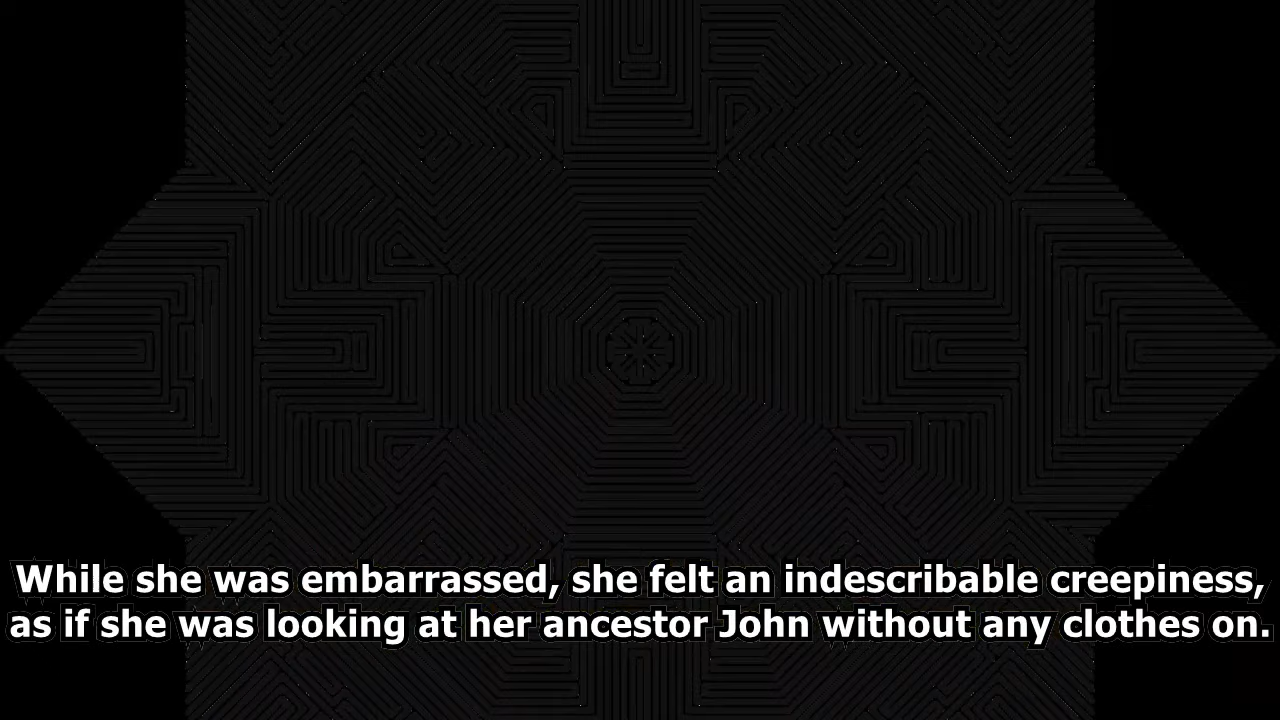 While she was embarrassed, she felt an indescribable creepiness,
as if she was looking at her ancestor John without any clothes on.